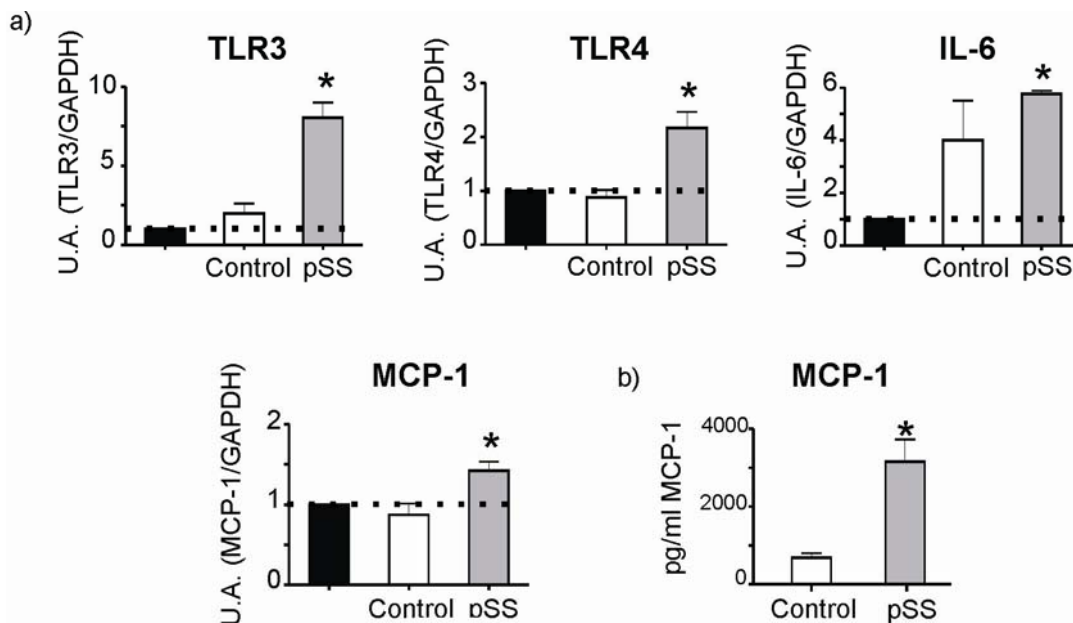 a)
TLR3
U.A. (TLR3/GAPDH)
10
5
0
Control pSS
*
TLR4
U.A. (TLR4/GAPDH)
3
2
1
0
Control pSS
*
IL-6
U.A. (IL-6/GAPDH)
6
4
2
0
Control pSS
*
MCP-1
U.A. (MCP-1/GAPDH)
2
1
0
Control pSS
*
b)
MCP-1
pg/ml MCP-1
4000
2000
0
Control pSS
*